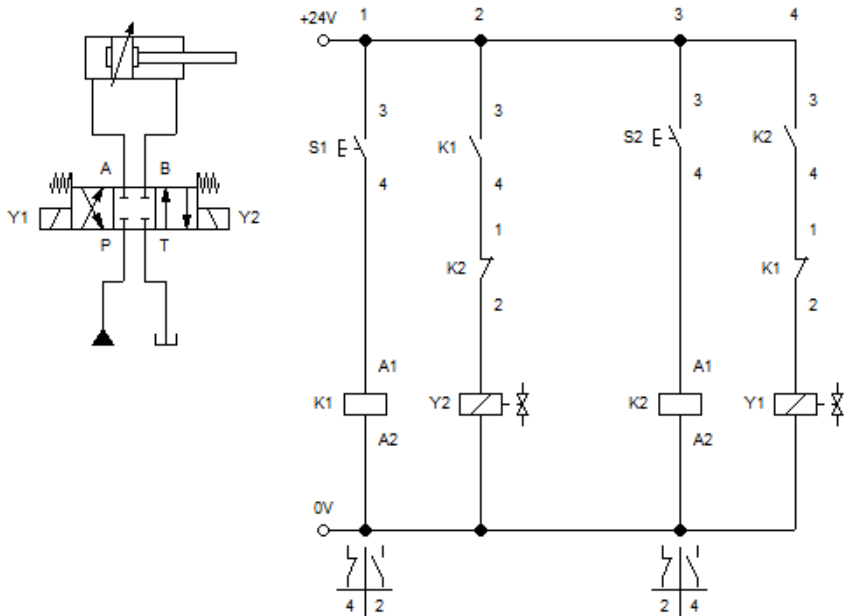 +24V 1 2 3 4
3 3 3 3
S1 K1 S2 K2
4 4 4 4
A B
Y1 Y2
P T
1 1
K2 K1
2 2
A1 A1
K1 Y2 K2 Y1
A2 A2
0V
4 2 2 4